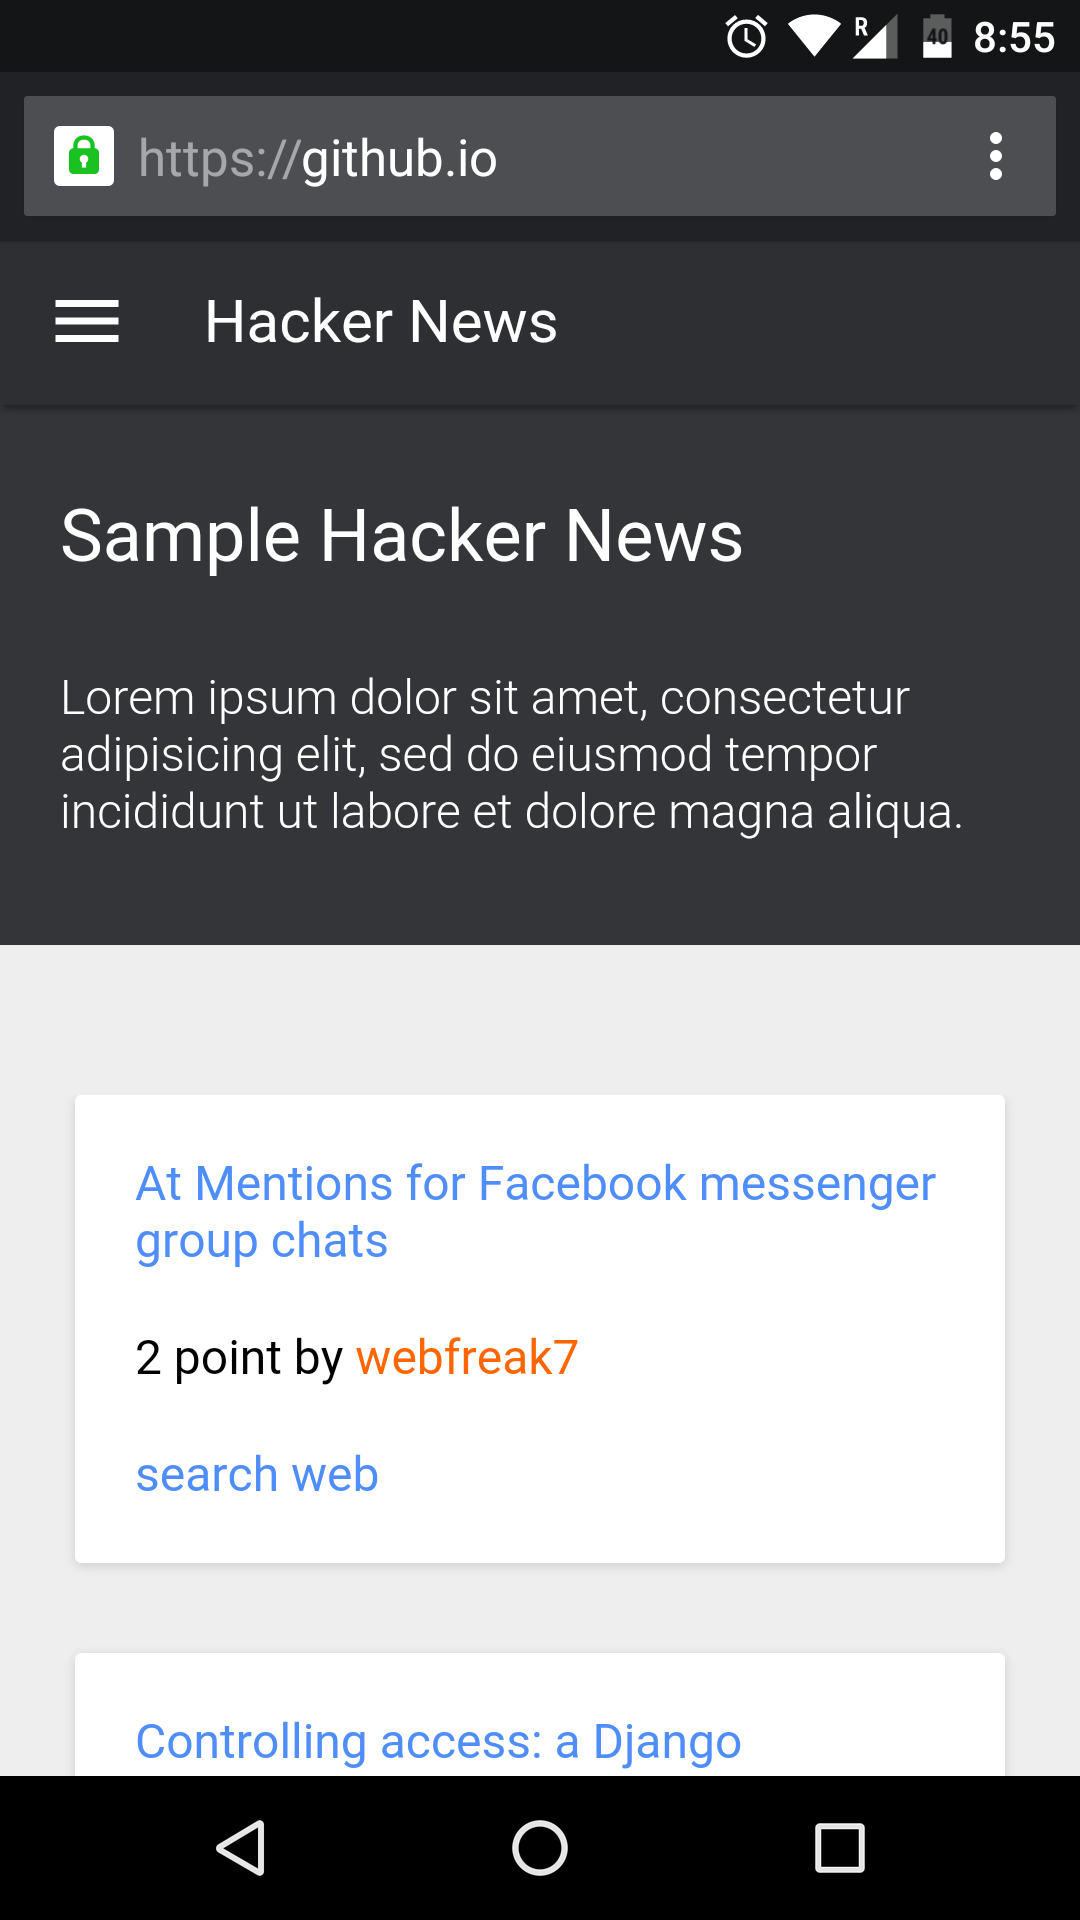 R 40 8:55
https://github.io
Hacker News
Sample Hacker News
Lorem ipsum dolor sit amet, consectetur
adipisicing elit, sed do eiusmod tempor
incididunt ut labore et dolore magna aliqua.
At Mentions for Facebook messenger
group chats
2 point by webfreak7
search web
Controlling access: a Django